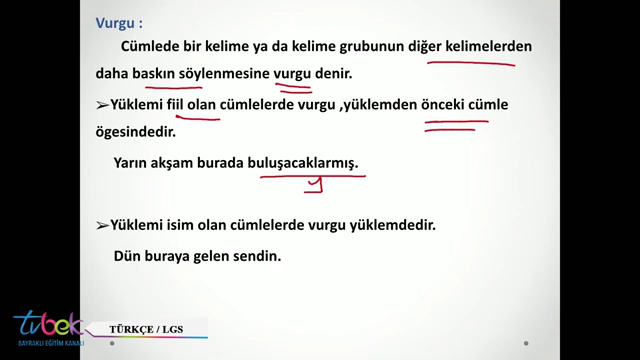 Vurgu :
Cümlede bir kelime ya da kelime grubunun diğer kelimelerden
daha baskın söylenmesine vurgu denir.
➢Yüklemi fiil olan cümlelerde vurgu ,yüklemden önceki cümle
ögesindedir.
Yarın akşam burada buluşacaklarmış.
y
➢Yüklemi isim olan cümlelerde vurgu yüklemdedir.
Dün buraya gelen sendin.
tvbek
BAYRAKLI EĞİTİM KANALI
TÜRKÇE / LGS